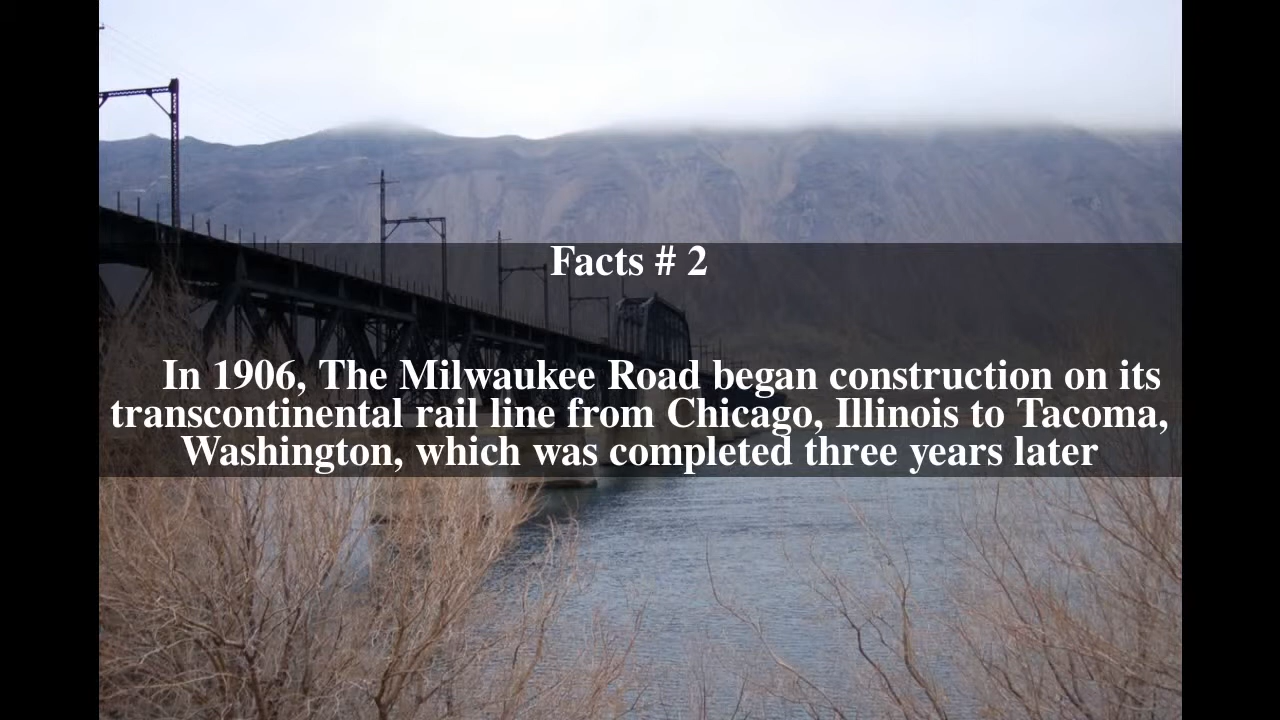 Facts # 2
In 1906, The Milwaukee Road began construction on its
transcontinental rail line from Chicago, Illinois to Tacoma,
Washington, which was completed three years later